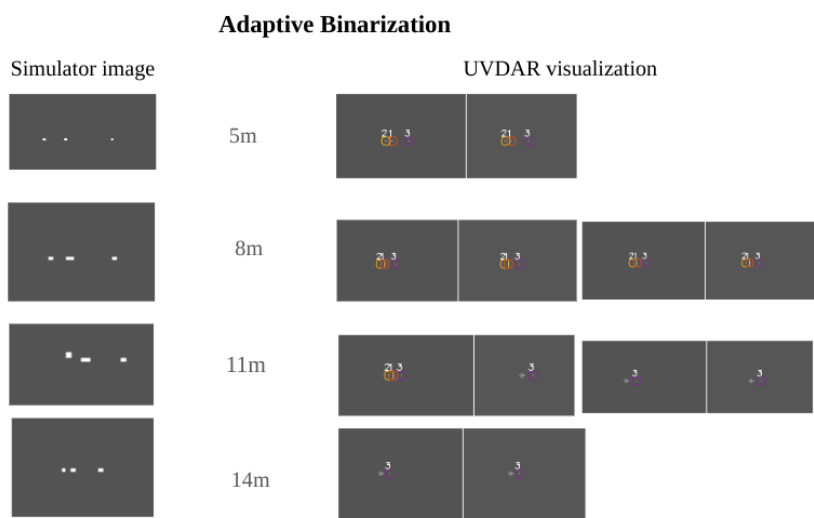 Adaptive Binarization
Simulator image
UVDAR visualization
5m
21 3
21 3
8m
21 3
21 3
21 3
21 3
11m
21 3
3
3
3
14m
3
3